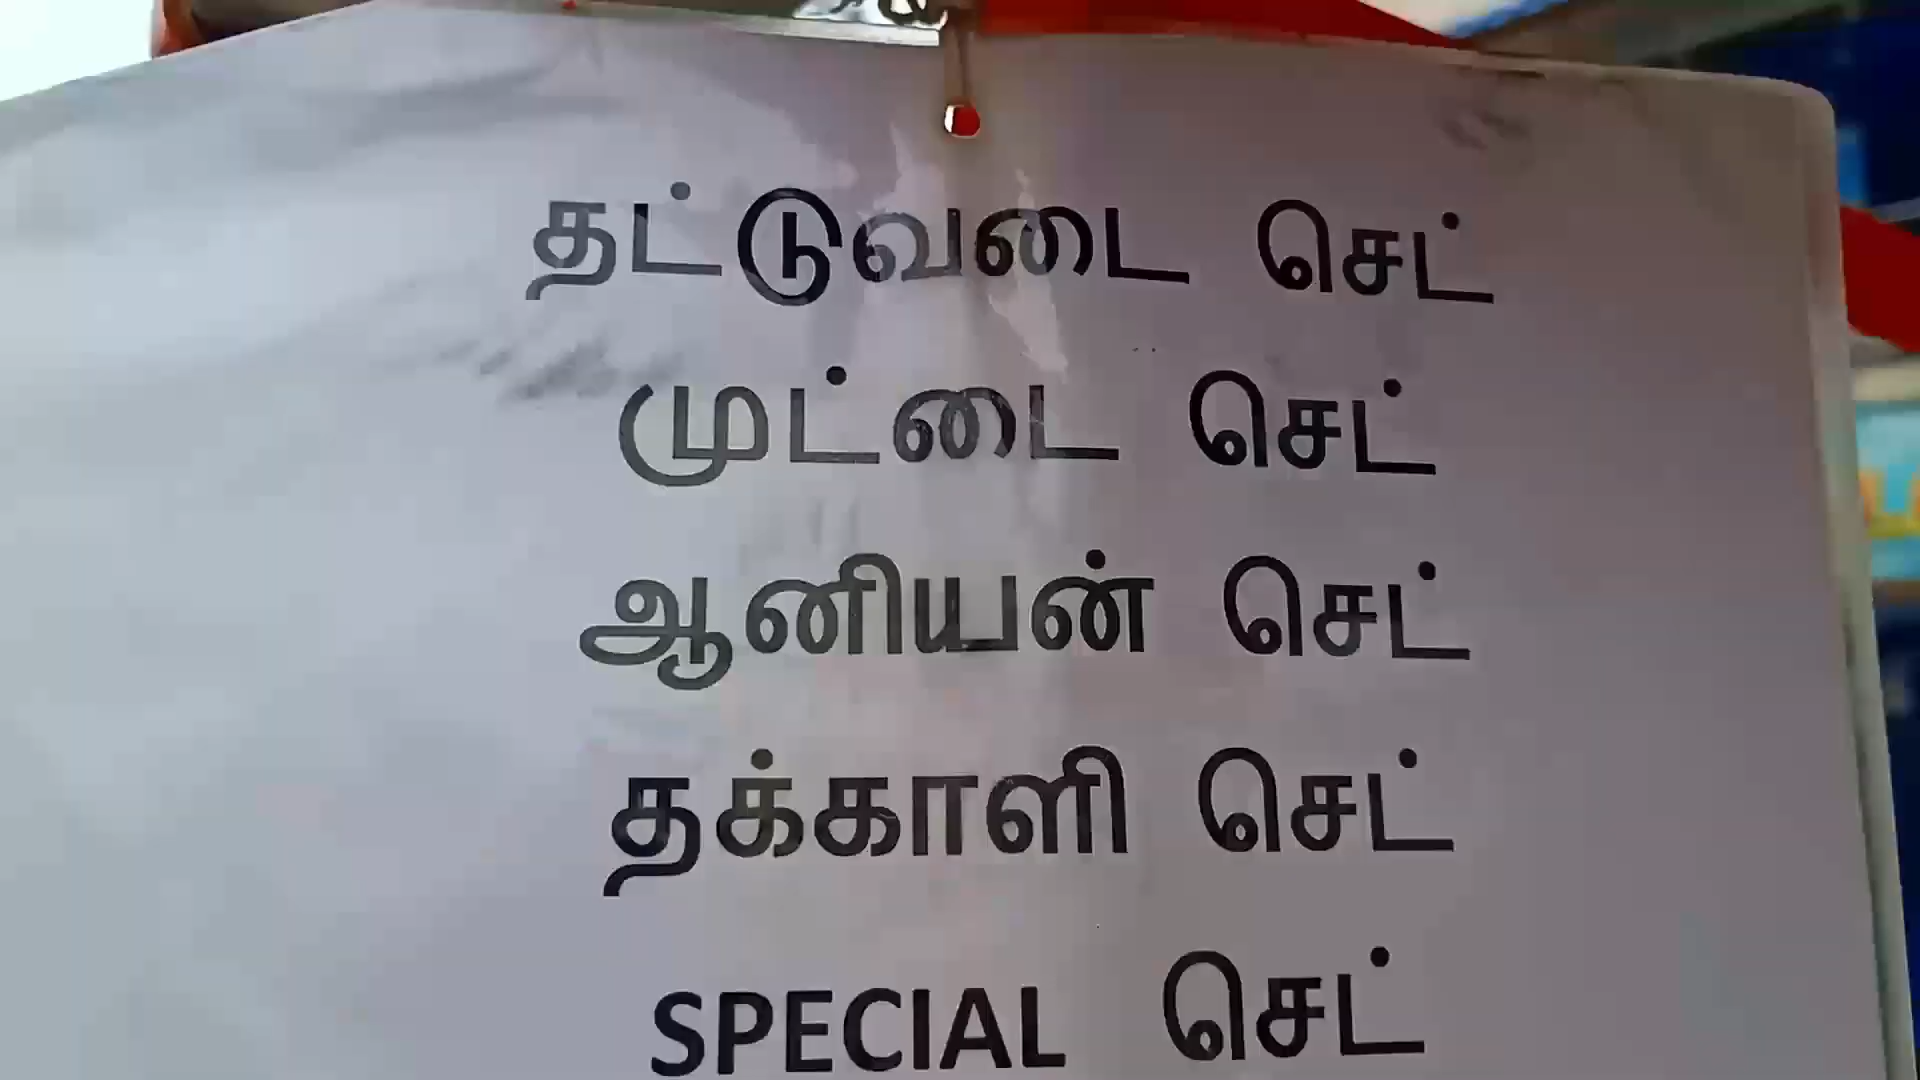 தட்டுவடை செட்
முட்டை செட்
ஆனியன் செட்
தக்காளி செட்
SPECIAL செட்